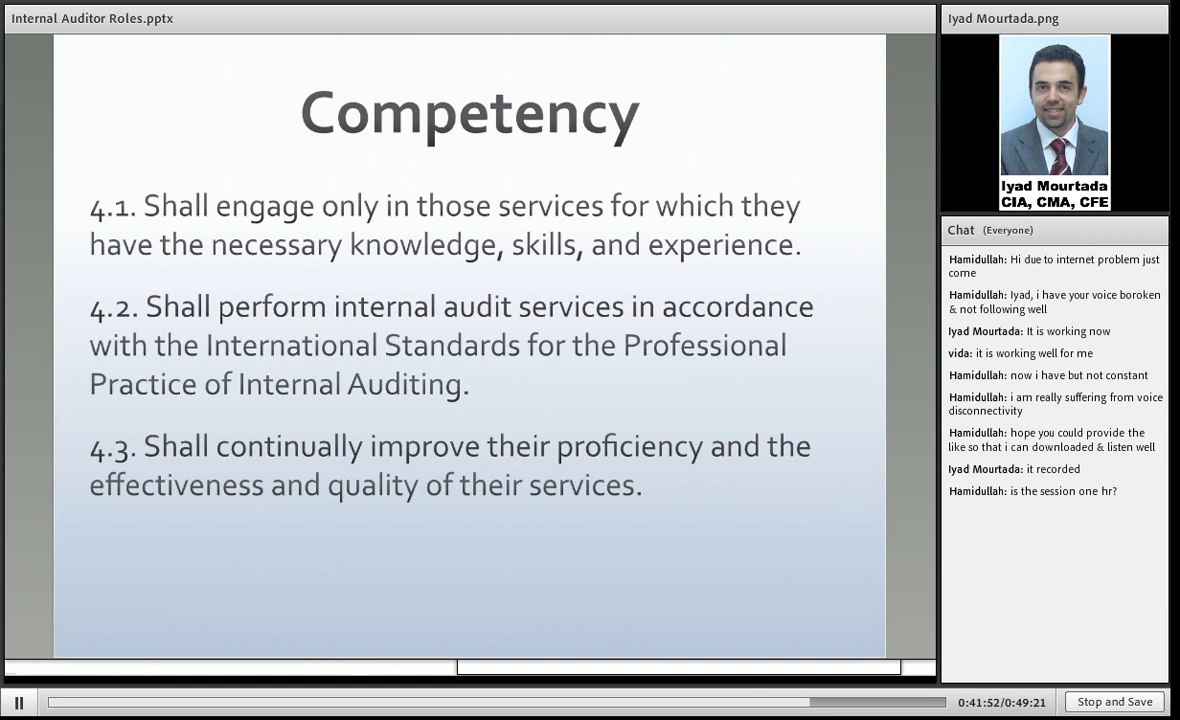 Internal Auditor Roles.pptx
Competency
4.1. Shall engage only in those services for which they
have the necessary knowledge, skills, and experience.
4.2. Shall perform internal audit services in accordance
with the International Standards for the Professional
Practice of Internal Auditing.
4.3. Shall continually improve their proficiency and the
effectiveness and quality of their services.
Iyad Mourtada.png
Iyad Mourtada
CIA, CMA, CFE
Chat (Everyone)
Hamidullah: Hi due to internet problem just
come
Hamidullah: Iyad, i have your voice boroken
& not following well
Iyad Mourtada: It is working now
vida: it is working well for me
Hamidullah: now i have but not constant
Hamidullah: i am really suffering from voice
disconnectivity
Hamidullah: hope you could provide the
like so that i can downloaded & listen well
Iyad Mourtada: it recorded
Hamidullah: is the session one hr?
0:41:52/0:49:21
Stop and Save